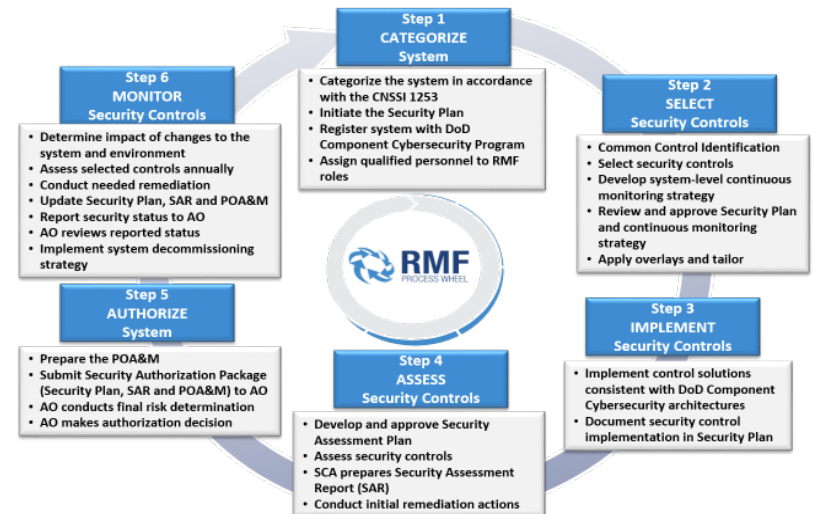 Step 1
CATEGORIZE
System
• Categorize the system in accordance
with the CNSSI 1253
• Initiate the Security Plan
• Register system with DoD
Component Cybersecurity Program
• Assign qualified personnel to RMF
roles
Step 2
SELECT
Security Controls
• Common Control Identification
• Select security controls
• Develop system-level continuous
monitoring strategy
• Review and approve Security Plan
and continuous monitoring
strategy
• Apply overlays and tailor
Step 3
IMPLEMENT
Security Controls
• Implement control solutions
consistent with DoD Component
Cybersecurity architectures
• Document security control
implementation in Security Plan
Step 4
ASSESS
Security Controls
• Develop and approve Security
Assessment Plan
• Assess security controls
• SCA prepares Security Assessment
Report (SAR)
• Conduct initial remediation actions
Step 5
AUTHORIZE
System
• Prepare the POA&M
• Submit Security Authorization Package
(Security Plan, SAR and POA&M) to AO
• AO conducts final risk determination
• AO makes authorization decision
Step 6
MONITOR
Security Controls
• Determine impact of changes to the
system and environment
• Assess selected controls annually
• Conduct needed remediation
• Update Security Plan, SAR and POA&M
• Report security status to AO
• AO reviews reported status
• Implement system decommissioning
strategy
RMF
PROCESS WHEEL